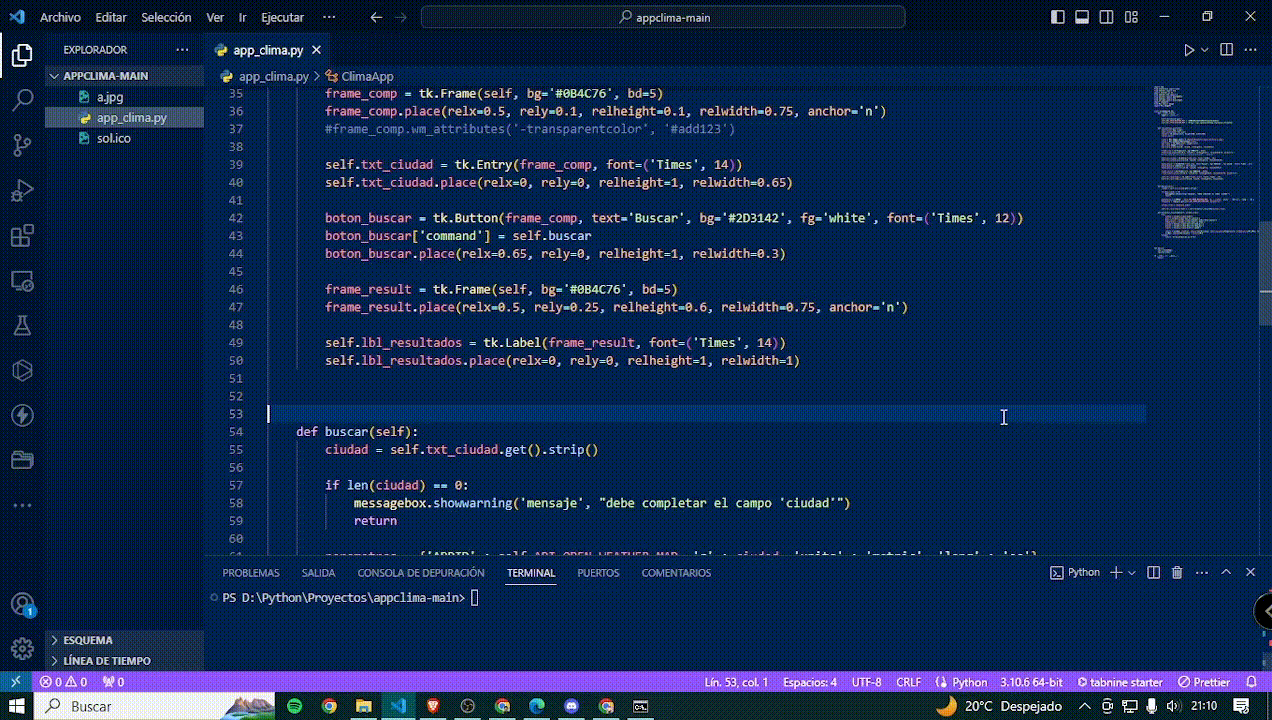 Archivo Editar Selección Ver Ir Ejecutar ··· appclima-main
EXPLORADOR ···
APPCLIMA-MAIN
a.jpg
app_clima.py
sol.ico
app_clima.py
app_clima.py > ClimaApp
35 frame_comp = tk.Frame(self, bg='#0B4C76', bd=5)
36 frame_comp.place(relx=0.5, rely=0.1, relheight=0.1, relwidth=0.75, anchor='n')
37 #frame_comp.wm_attributes('-transparentcolor', '#add123')
38
39 self.txt_ciudad = tk.Entry(frame_comp, font=('Times', 14))
40 self.txt_ciudad.place(relx=0, rely=0, relheight=1, relwidth=0.65)
41
42 boton_buscar = tk.Button(frame_comp, text='Buscar', bg='#2D3142', fg='white', font=('Times', 12))
43 boton_buscar['command'] = self.buscar
44 boton_buscar.place(relx=0.65, rely=0, relheight=1, relwidth=0.3)
45
46 frame_result = tk.Frame(self, bg='#0B4C76', bd=5)
47 frame_result.place(relx=0.5, rely=0.25, relheight=0.6, relwidth=0.75, anchor='n')
48
49 self.lbl_resultados = tk.Label(frame_result, font=('Times', 14))
50 self.lbl_resultados.place(relx=0, rely=0, relheight=1, relwidth=1)
51
52
53
54 def buscar(self):
55 ciudad = self.txt_ciudad.get().strip()
56
57 if len(ciudad) == 0:
58 messagebox.showwarning('mensaje', "debe completar el campo 'ciudad'")
59 return
60
PROBLEMAS SALIDA CONSOLA DE DEPURACIÓN TERMINAL PUERTOS COMENTARIOS Python
PS D:\Python\Proyectos\appclima-main>
1
ESQUEMA
LÍNEA DE TIEMPO
0 0 0 Lín. 53, col. 1 Espacios: 4 UTF-8 CRLF Python 3.10.6 64-bit tabnine starter Prettier
Buscar 20°C Despejado 21:10